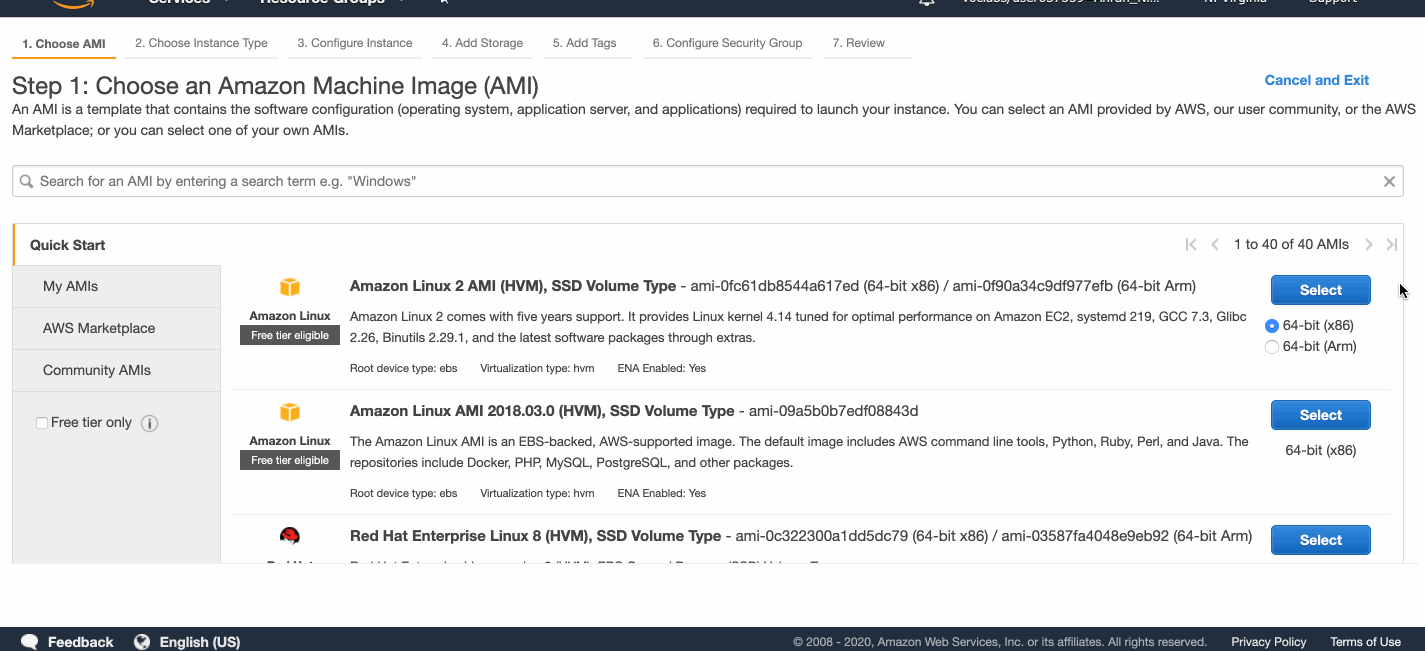 Services Resource Groups N. Virginia Support
1. Choose AMI 2. Choose Instance Type 3. Configure Instance 4. Add Storage 5. Add Tags 6. Configure Security Group 7. Review
Step 1: Choose an Amazon Machine Image (AMI)
Cancel and Exit
An AMI is a template that contains the software configuration (operating system, application server, and applications) required to launch your instance. You can select an AMI provided by AWS, our user community, or the AWS
Marketplace; or you can select one of your own AMIs.
Search for an AMI by entering a search term e.g. "Windows"
Quick Start
1 to 40 of 40 AMIs
My AMIs
AWS Marketplace
Community AMIs
Free tier only
Amazon Linux
Free tier eligible
Amazon Linux 2 AMI (HVM), SSD Volume Type - ami-0fc61db8544a617ed (64-bit x86) / ami-0f90a34c9df977efb (64-bit Arm)
Amazon Linux 2 comes with five years support. It provides Linux kernel 4.14 tuned for optimal performance on Amazon EC2, systemd 219, GCC 7.3, Glibc
2.26, Binutils 2.29.1, and the latest software packages through extras.
Root device type: ebs Virtualization type: hvm ENA Enabled: Yes
Select
64-bit (x86)
64-bit (Arm)
Amazon Linux
Free tier eligible
Amazon Linux AMI 2018.03.0 (HVM), SSD Volume Type - ami-09a5b0b7edf08843d
The Amazon Linux AMI is an EBS-backed, AWS-supported image. The default image includes AWS command line tools, Python, Ruby, Perl, and Java. The
repositories include Docker, PHP, MySQL, PostgreSQL, and other packages.
Root device type: ebs Virtualization type: hvm ENA Enabled: Yes
Select
64-bit (x86)
Red Hat Enterprise Linux 8 (HVM), SSD Volume Type - ami-0c322300a1dd5dc79 (64-bit x86) / ami-03587fa4048e9eb92 (64-bit Arm)
Select
Feedback English (US) © 2008 - 2020, Amazon Web Services, Inc. or its affiliates. All rights reserved. Privacy Policy Terms of Use